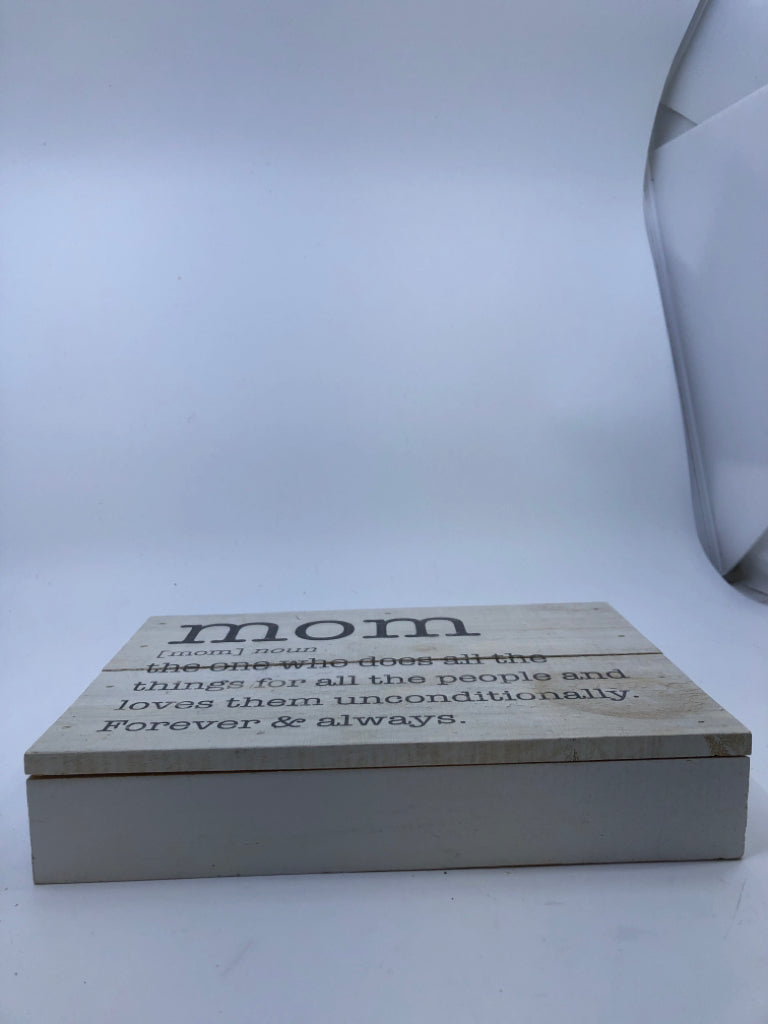 mom
[mom] noun
the one who does all the
things for all the people and
loves them unconditionally.
Forever & always.